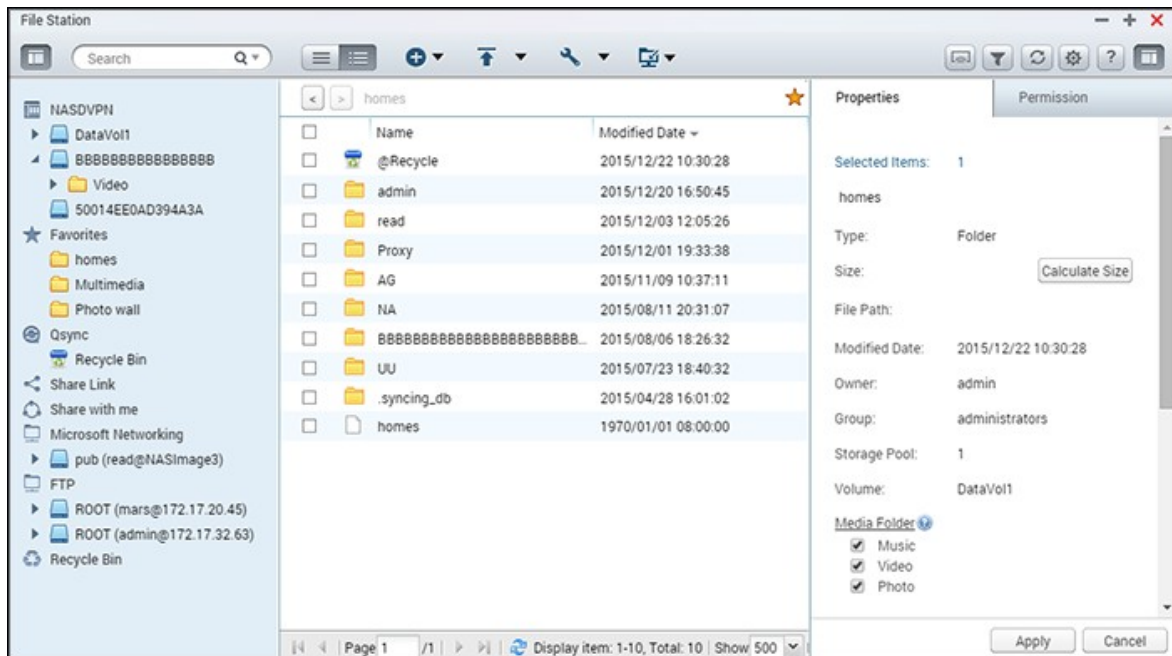 File Station
Search
NASDVPN
DataVol1
BBBBBBBBBBBBBBBB
Video
50014EE0AD394A3A
Favorites
homes
Multimedia
Photo wall
Qsync
Recycle Bin
Share Link
Share with me
Microsoft Networking
pub (read@NASImage3)
FTP
ROOT (mars@172.17.20.45)
ROOT (admin@172.17.32.63)
Recycle Bin
< > homes
Name Modified Date
@Recycle 2015/12/22 10:30:28
admin 2015/12/20 16:50:45
read 2015/12/03 12:05:26
Proxy 2015/12/01 19:33:38
AG 2015/11/09 10:37:11
NA 2015/08/11 20:31:07
BBBBBBBBBBBBBBBBBBBBBBBB... 2015/08/06 18:26:32
UU 2015/07/23 18:40:32
.syncing_db 2015/04/28 16:01:02
homes 1970/01/01 08:00:00
Page 1 /1 Display item: 1-10, Total: 10 Show 500
Properties Permission
Selected Items: 1
homes
Type: Folder
Size: Calculate Size
File Path:
Modified Date: 2015/12/22 10:30:28
Owner: admin
Group: administrators
Storage Pool: 1
Volume: DataVol1
Media Folder
Music
Video
Photo
Apply Cancel